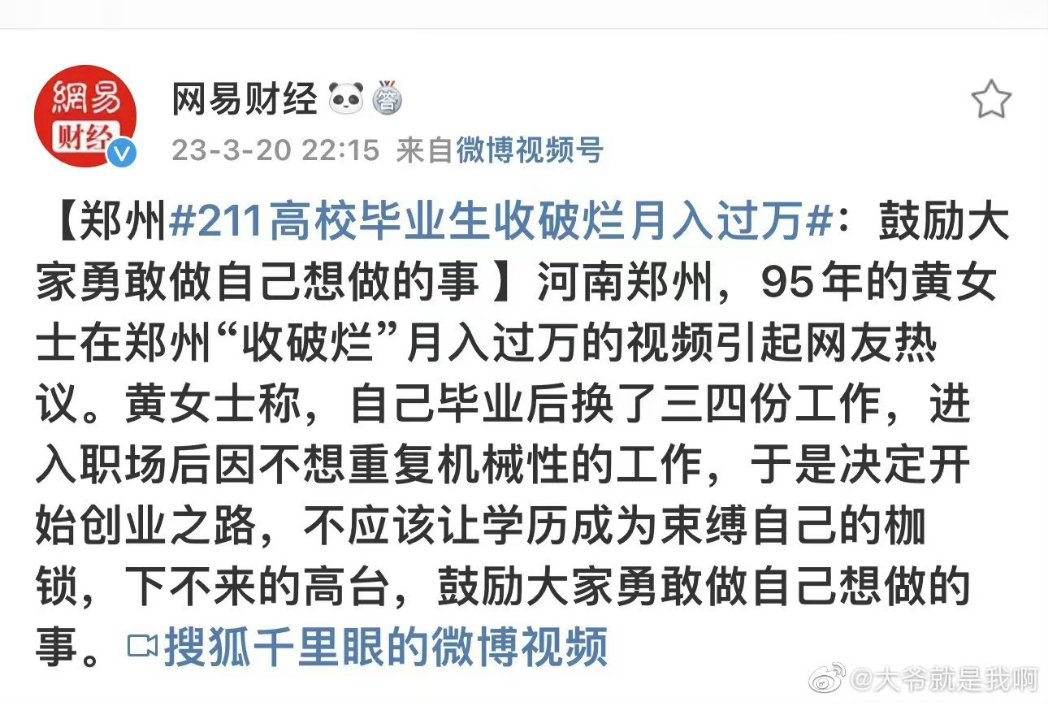 網易
财经
网易财经
答
23-3-20 22:15 来自微博视频号
【郑州#211高校毕业生收破烂月入过万#：鼓励大
家勇敢做自己想做的事 】河南郑州，95年的黄女
士在郑州“收破烂”月入过万的视频引起网友热
议。黄女士称，自己毕业后换了三四份工作，进
入职场后因不想重复机械性的工作，于是决定开
始创业之路，不应该让学历成为束缚自己的枷
锁，下不来的高台，鼓励大家勇敢做自己想做的
事。搜狐千里眼的微博视频
@大爷就是我啊